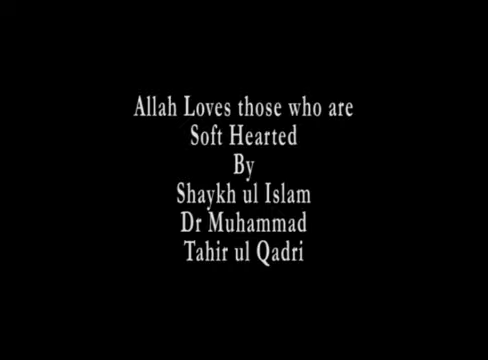 Allah Loves those who are
Soft Hearted
By
Shaykh ul Islam
Dr Muhammad
Tahir ul Qadri